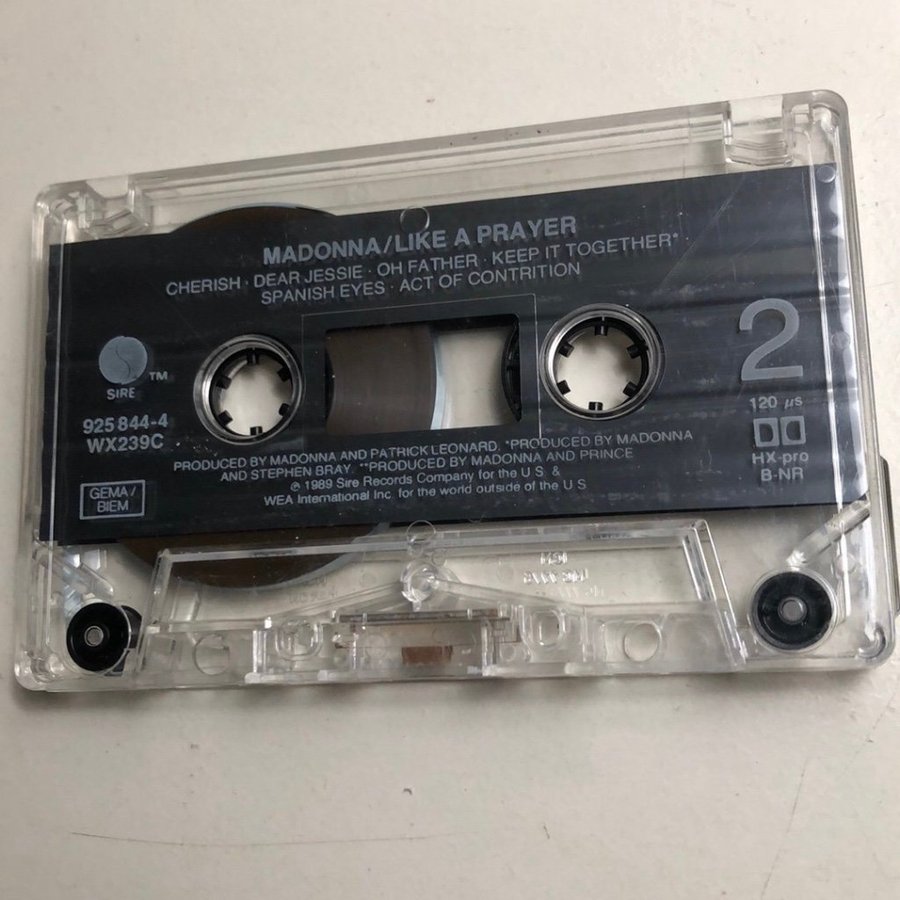 MADONNA/LIKE A PRAYER
CHERISH · DEAR JESSIE · OH FATHER · KEEP IT TOGETHER*
SPANISH EYES · ACT OF CONTRITION
2
SIRE ™
925 844-4
WX239C
GEMA/
BIEM
120 µs
HX-pro
B-NR
PRODUCED BY MADONNA AND PATRICK LEONARD. *PRODUCED BY MADONNA
AND STEPHEN BRAY. **PRODUCED BY MADONNA AND PRINCE
℗ 1989 Sire Records Company for the U.S. &
WEA International Inc. for the world outside of the U S